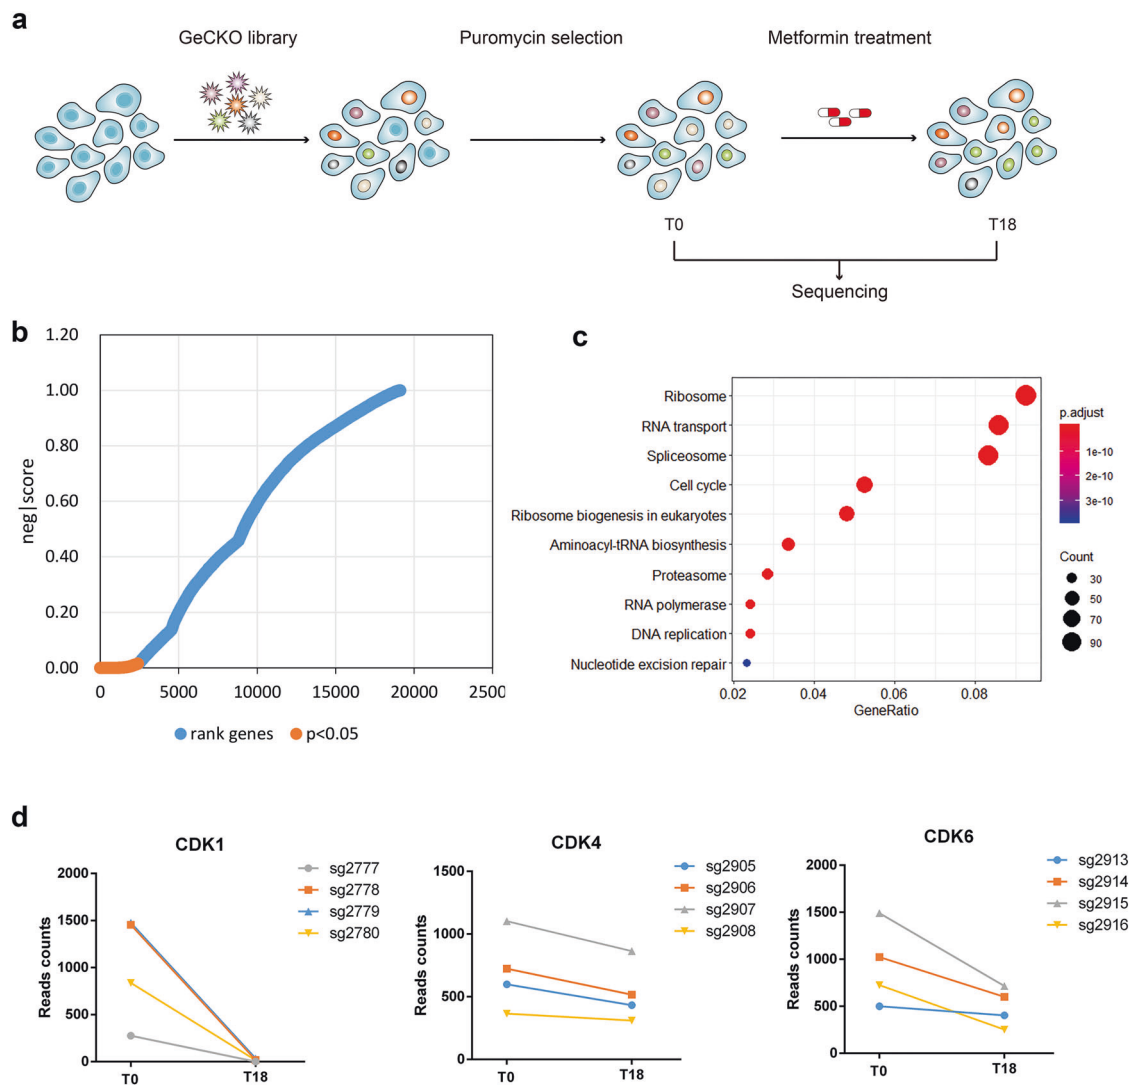 a
GeCKO library
Puromycin selection
Metformin treatment
T0
T18
Sequencing
b
neg|score
1.20
1.00
0.80
0.60
0.40
0.20
0.00
0
5000
10000
15000
20000
2500
rank genes
p<0.05
c
Ribosome
RNA transport
Spliceosome
Cell cycle
Ribosome biogenesis in eukaryotes
Aminoacyl-tRNA biosynthesis
Proteasome
RNA polymerase
DNA replication
Nucleotide excision repair
0.02
0.04
0.06
0.08
GeneRatio
p.adjust
1e-10
2e-10
3e-10
Count
30
50
70
90
d
CDK1
Reads counts
2000
1500
1000
500
0
T0
T18
sg2777
sg2778
sg2779
sg2780
CDK4
Reads counts
1500
1000
500
0
T0
T18
sg2905
sg2906
sg2907
sg2908
CDK6
Reads counts
2000
1500
1000
500
0
T0
T18
sg2913
sg2914
sg2915
sg2916